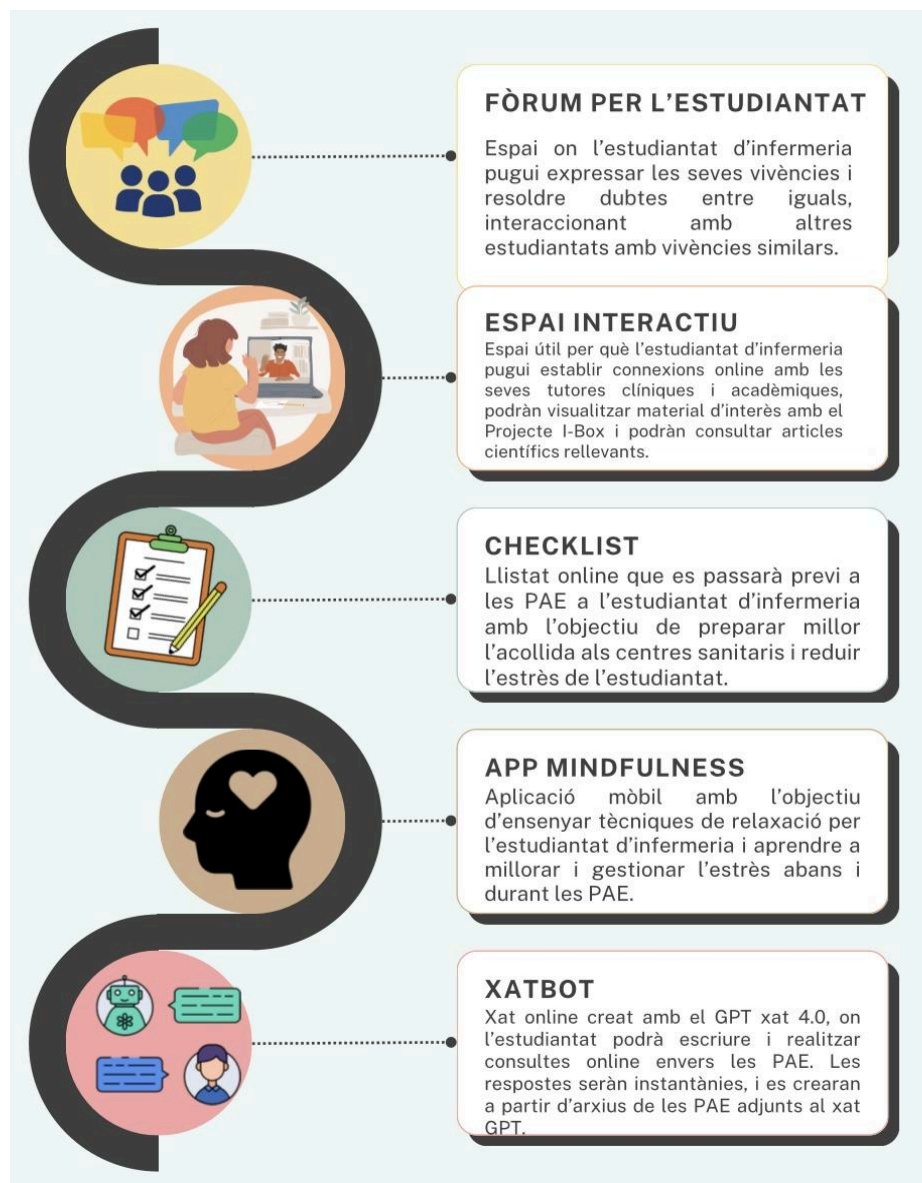 FÒRUM PER L’ESTUDIANTAT
Espai on l’estudiantat d’infermeria
pugui expressar les seves vivències i
resoldre dubtes entre iguals,
interaccionant amb altres
estudiantats amb vivències similars.
ESPAI INTERACTIU
Espai útil per què l’estudiantat d’infermeria
pugui establir connexions online amb les
seves tutores clíniques i acadèmiques,
podràn visualitzar material d’interès amb el
Projecte I-Box i podràn consultar articles
científics rellevants.
CHECKLIST
Llistat online que es passarà previ a
les PAE a l’estudiantat d’infermeria
amb l’objectiu de preparar millor
l’acollida als centres sanitaris i reduir
l’estrès de l’estudiantat.
APP MINDFULNESS
Aplicació mòbil amb l’objectiu
d’ensenyar tècniques de relaxació per
l’estudiantat d’infermeria i aprendre a
millorar i gestionar l’estrès abans i
durant les PAE.
XATBOT
Xat online creat amb el GPT xat 4.0, on
l’estudiantat podrà escriure i realitzar
consultes online envers les PAE. Les
respostes seràn instantànies, i es crearan
a partir d’arxius de les PAE adjunts al xat
GPT.